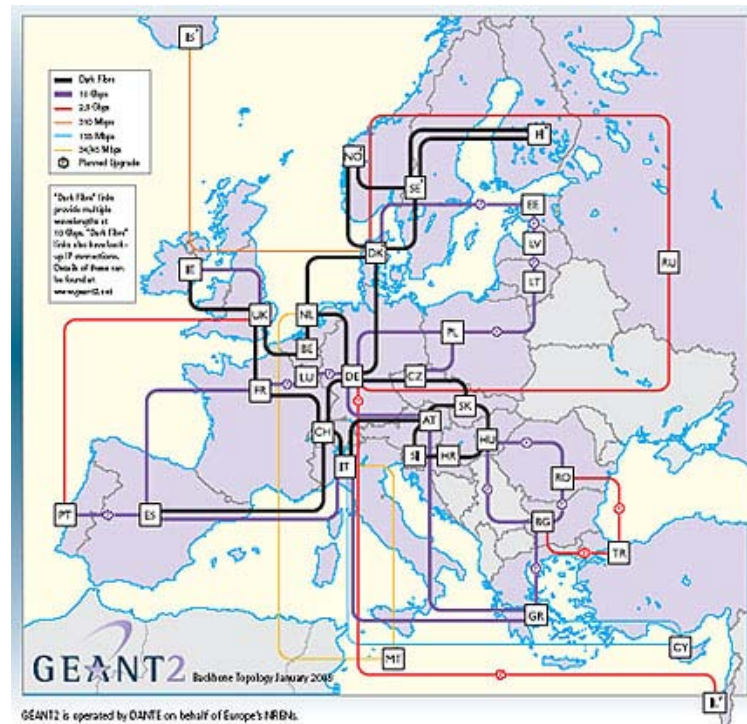 IS*
Dark Fibre
10 Gbps
2.5 Gbps
310 Mbps
155 Mbps
34/45 Mbps
Planned Upgrade
"Dark Fibre" links
provide multiple
wavelengths at
10 Gbps. "Dark Fibre"
links also have back-
up IP connections.
Details of these can
be found at
www.geant2.net
NO*
FI*
SE*
EE
LV
DK
RU
IE
LT
UK
NL
PL
BE
LU
DE
CZ
FR
SK
AT
CH
HU
IT
SI
HR
RO
PT
ES
BG
TR
GR
CY
MT
GEANT2 Backbone Topology January
IL*
GEANT2 is operated by DANTE on behalf of Europe's NRENs.